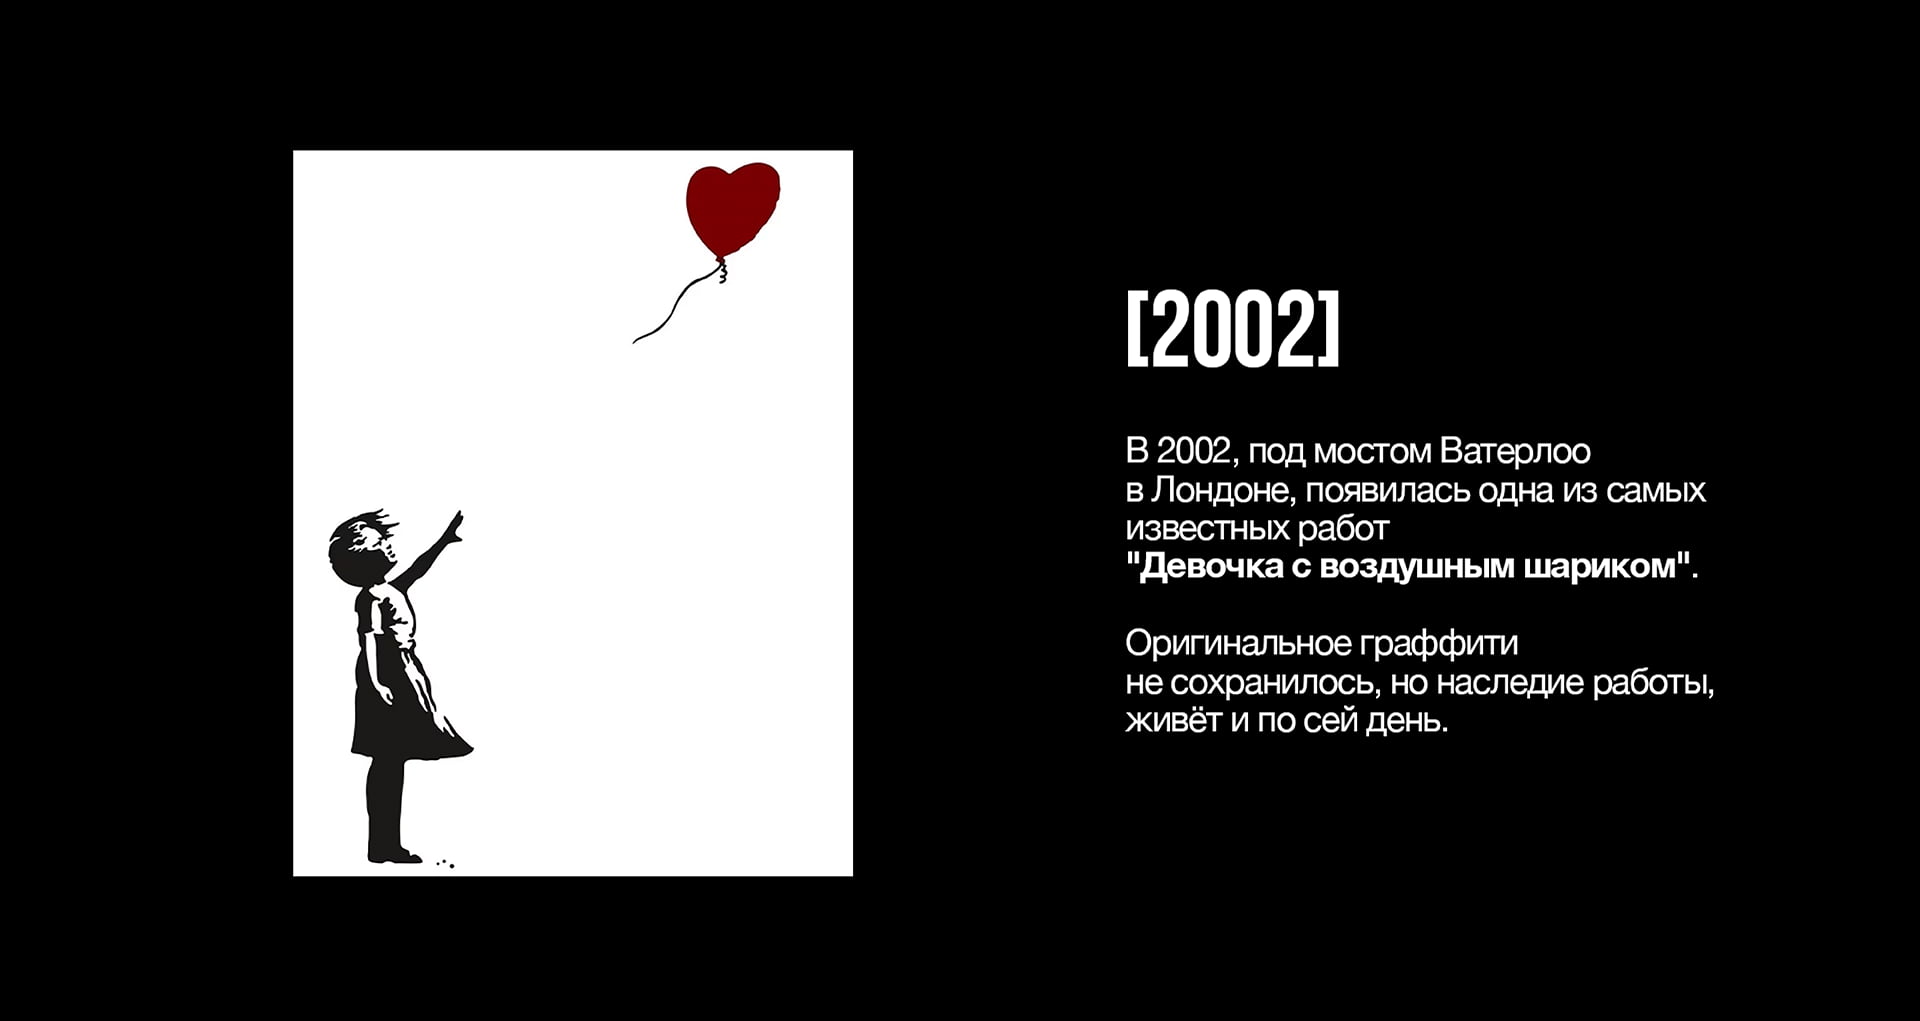 [2002]
В 2002, под мостом Ватерлоо
в Лондоне, появилась одна из самых
известных работ
"Девочка с воздушным шариком".
Оригинальное граффити
не сохранилось, но наследие работы,
живёт и по сей день.